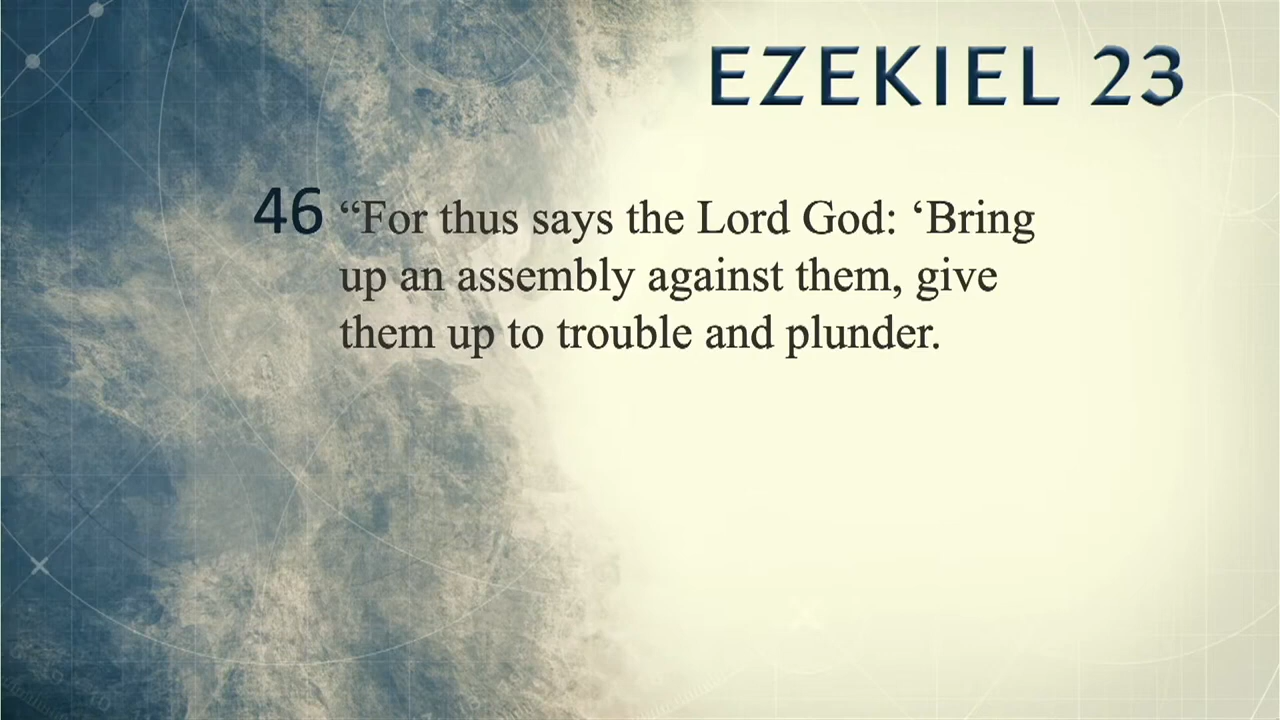 EZEKIEL 23
46 “For thus says the Lord God: ‘Bring
up an assembly against them, give
them up to trouble and plunder.